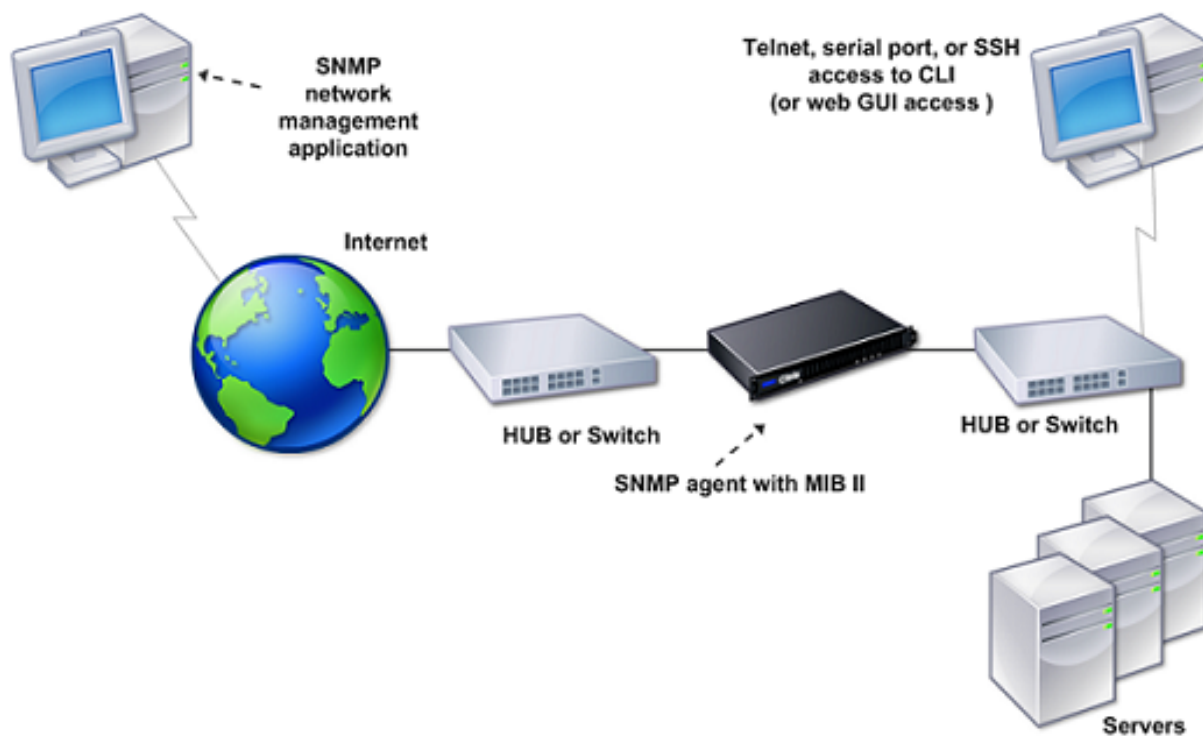 SNMP
network
management
application
Telnet, serial port, or SSH
access to CLI
(or web GUI access )
Internet
HUB or Switch
SNMP agent with MIB II
HUB or Switch
Servers